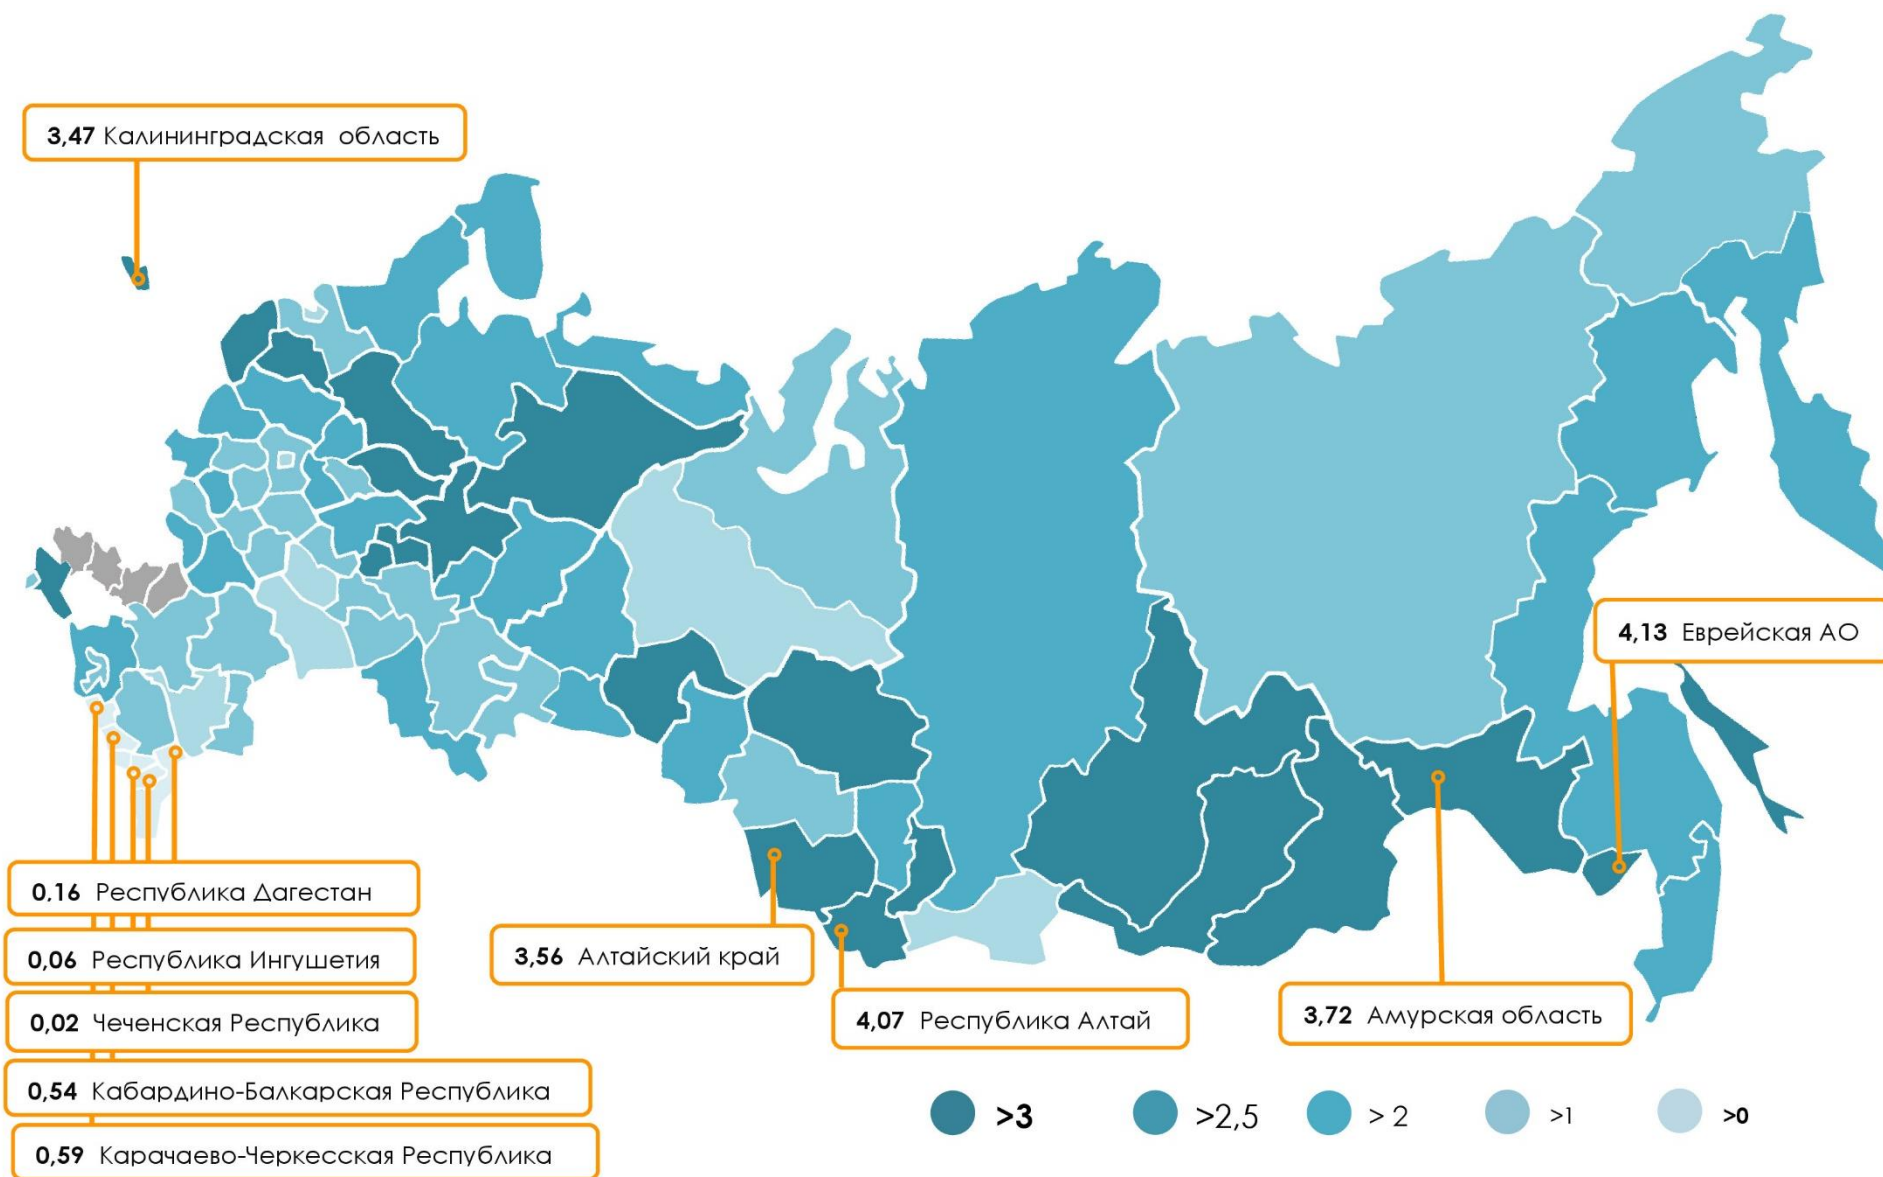 3,47 Калининградская область
4,13 Еврейская АО
0,16 Республика Дагестан
0,06 Республика Ингушетия
3,56 Алтайский край
0,02 Чеченская Республика
4,07 Республика Алтай
3,72 Амурская область
0,54 Кабардино-Балкарская Республика
0,59 Карачаево-Черкесская Республика
>3 >2,5 > 2 >1 >0